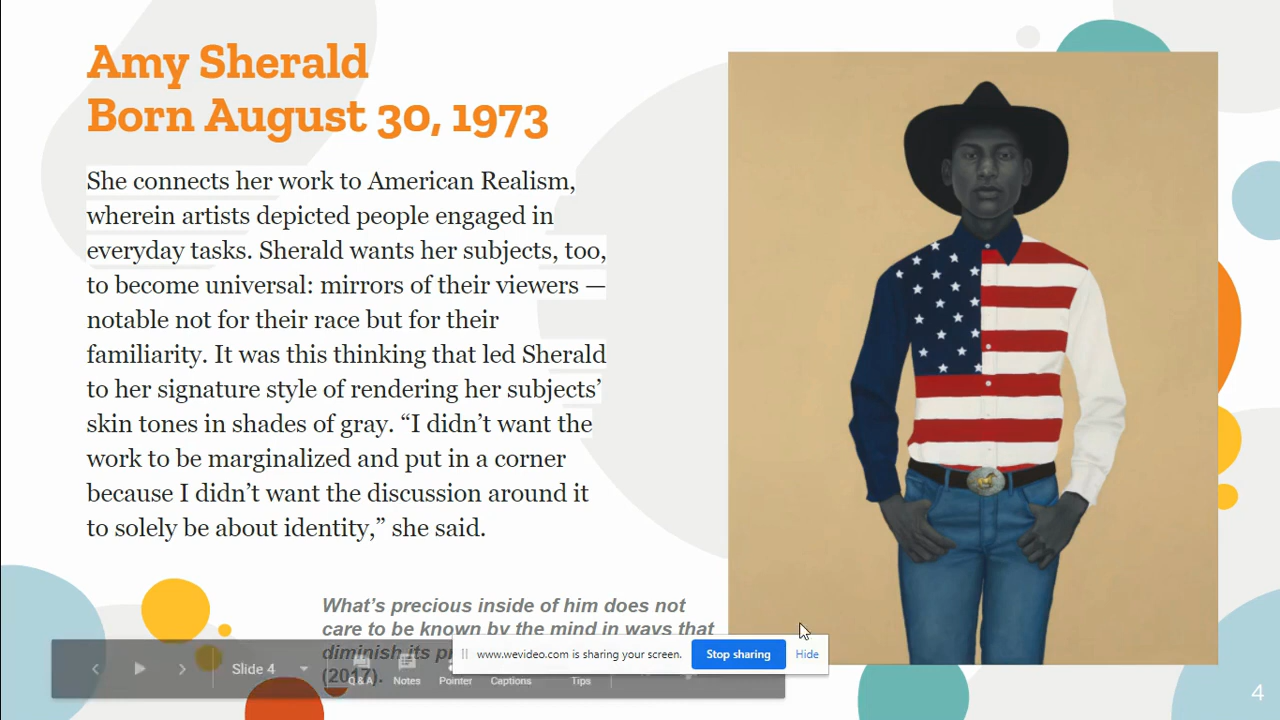 Amy Sherald
Born August 30, 1973
She connects her work to American Realism,
wherein artists depicted people engaged in
everyday tasks. Sherald wants her subjects, too,
to become universal: mirrors of their viewers —
notable not for their race but for their
familiarity. It was this thinking that led Sherald
to her signature style of rendering her subjects’
skin tones in shades of gray. “I didn’t want the
work to be marginalized and put in a corner
because I didn’t want the discussion around it
to solely be about identity,” she said.
What’s precious inside of him does not
care to be known by the mind in ways that
diminish its
(2017).
Slide 4
Q&A
Notes
Pointer
Captions
Tips
www.wevideo.com is sharing your screen.
Stop sharing
Hide
4